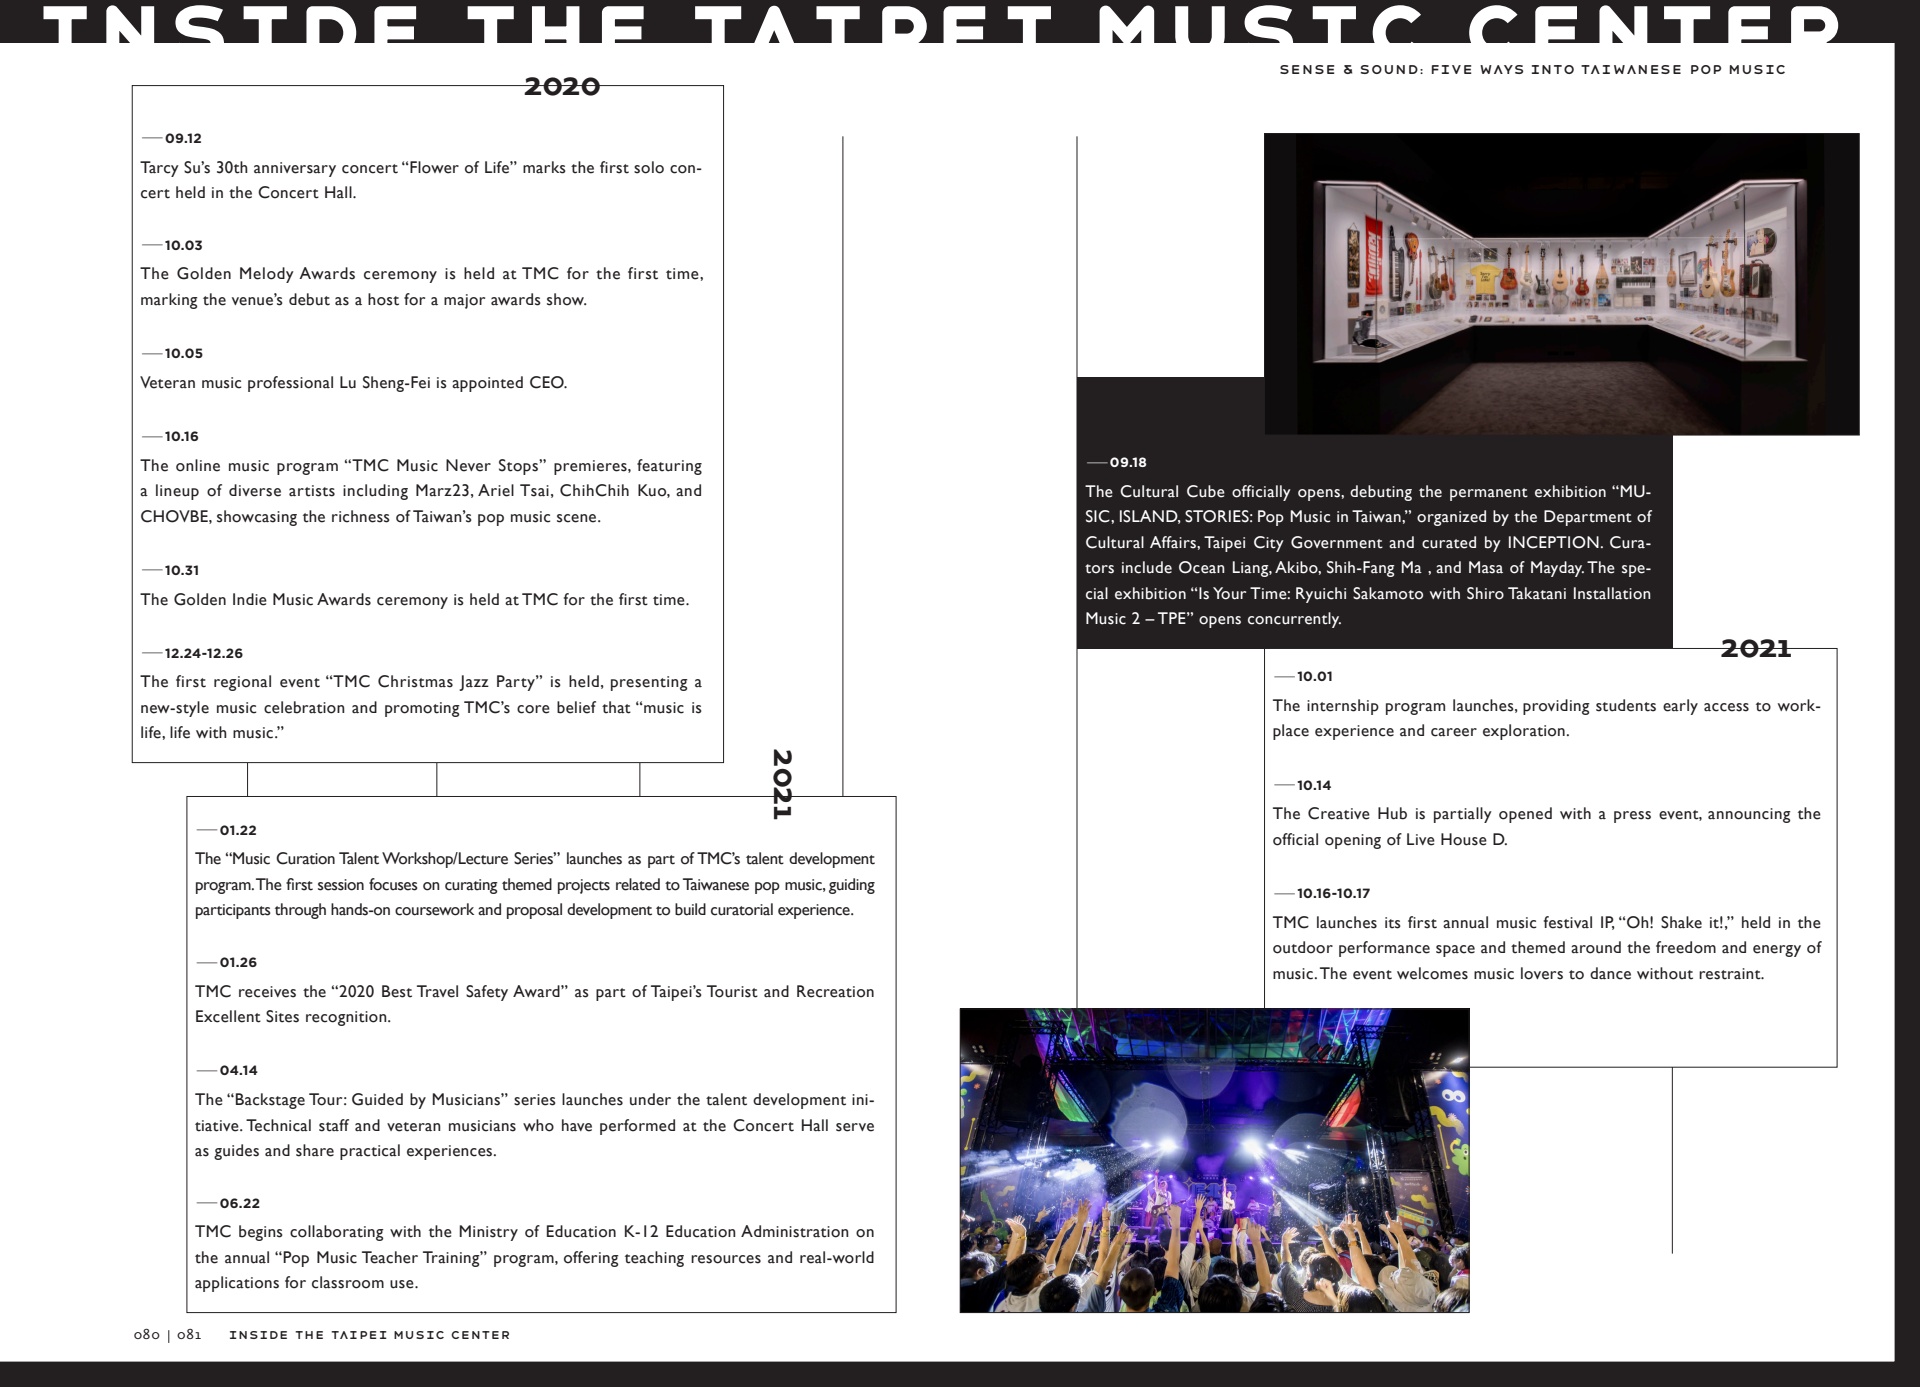 INSIDE THE TAIPEI MUSIC CENTER
SENSE & SOUND: FIVE WAYS INTO TAIWANESE POP MUSIC
2020
—09.12
Tarcy Su’s 30th anniversary concert “Flower of Life” marks the first solo con-
cert held in the Concert Hall.
—10.03
The Golden Melody Awards ceremony is held at TMC for the first time,
marking the venue’s debut as a host for a major awards show.
—10.05
Veteran music professional Lu Sheng-Fei is appointed CEO.
—10.16
The online music program “TMC Music Never Stops” premieres, featuring
a lineup of diverse artists including Marz23, Ariel Tsai, ChihChih Kuo, and
CHOVBE, showcasing the richness of Taiwan’s pop music scene.
—10.31
The Golden Indie Music Awards ceremony is held at TMC for the first time.
—12.24-12.26
The first regional event “TMC Christmas Jazz Party” is held, presenting a
new-style music celebration and promoting TMC’s core belief that “music is
life, life with music.”
2021
—01.22
The “Music Curation Talent Workshop/Lecture Series” launches as part of TMC’s talent development
program. The first session focuses on curating themed projects related to Taiwanese pop music, guiding
participants through hands-on coursework and proposal development to build curatorial experience.
—01.26
TMC receives the “2020 Best Travel Safety Award” as part of Taipei’s Tourist and Recreation
Excellent Sites recognition.
—04.14
The “Backstage Tour: Guided by Musicians” series launches under the talent development ini-
tiative. Technical staff and veteran musicians who have performed at the Concert Hall serve
as guides and share practical experiences.
—06.22
TMC begins collaborating with the Ministry of Education K-12 Education Administration on
the annual “Pop Music Teacher Training” program, offering teaching resources and real-world
applications for classroom use.
—09.18
The Cultural Cube officially opens, debuting the permanent exhibition “MU-
SIC, ISLAND, STORIES: Pop Music in Taiwan,” organized by the Department of
Cultural Affairs, Taipei City Government and curated by INCEPTION. Cura-
tors include Ocean Liang, Akibo, Shih-Fang Ma , and Masa of Mayday. The spe-
cial exhibition “Is Your Time: Ryuichi Sakamoto with Shiro Takatani Installation
Music 2 – TPE” opens concurrently.
2021
—10.01
The internship program launches, providing students early access to work-
place experience and career exploration.
—10.14
The Creative Hub is partially opened with a press event, announcing the
official opening of Live House D.
—10.16-10.17
TMC launches its first annual music festival IP, “Oh! Shake it!,” held in the
outdoor performance space and themed around the freedom and energy of
music. The event welcomes music lovers to dance without restraint.
080 | 081 INSIDE THE TAIPEI MUSIC CENTER